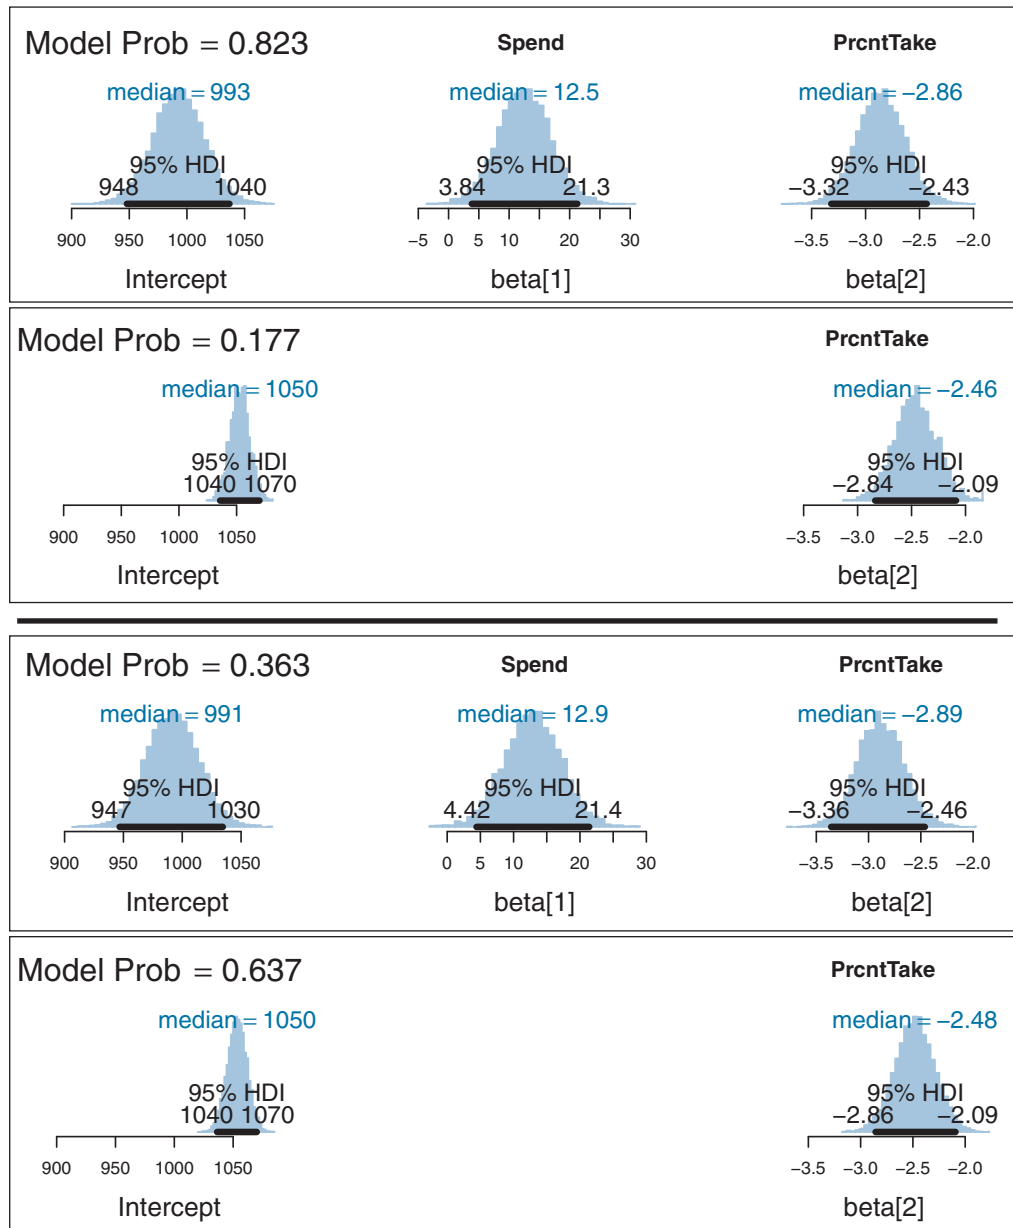 Model Prob = 0.823 Spend PrcntTake
median = 993 median = 12.5 median = −2.86
95% HDI 95% HDI 95% HDI
948 1040 3.84 21.3 −3.32 −2.43
900 950 1000 1050 −5 0 5 10 20 30 −3.5 −3.0 −2.5 −2.0
Intercept beta[1] beta[2]
Model Prob = 0.177 PrcntTake
median = 1050 median = −2.46
95% HDI 95% HDI
1040 1070 −2.84 −2.09
900 950 1000 1050 −3.5 −3.0 −2.5 −2.0
Intercept beta[2]
Model Prob = 0.363 Spend PrcntTake
median = 991 median = 12.9 median = −2.89
95% HDI 95% HDI 95% HDI
947 1030 4.42 21.4 −3.36 −2.46
900 950 1000 1050 0 5 10 20 30 −3.5 −3.0 −2.5 −2.0
Intercept beta[1] beta[2]
Model Prob = 0.637 PrcntTake
median = 1050 median = −2.48
95% HDI 95% HDI
1040 1070 −2.86 −2.09
900 950 1000 1050 −3.5 −3.0 −2.5 −2.0
Intercept beta[2]